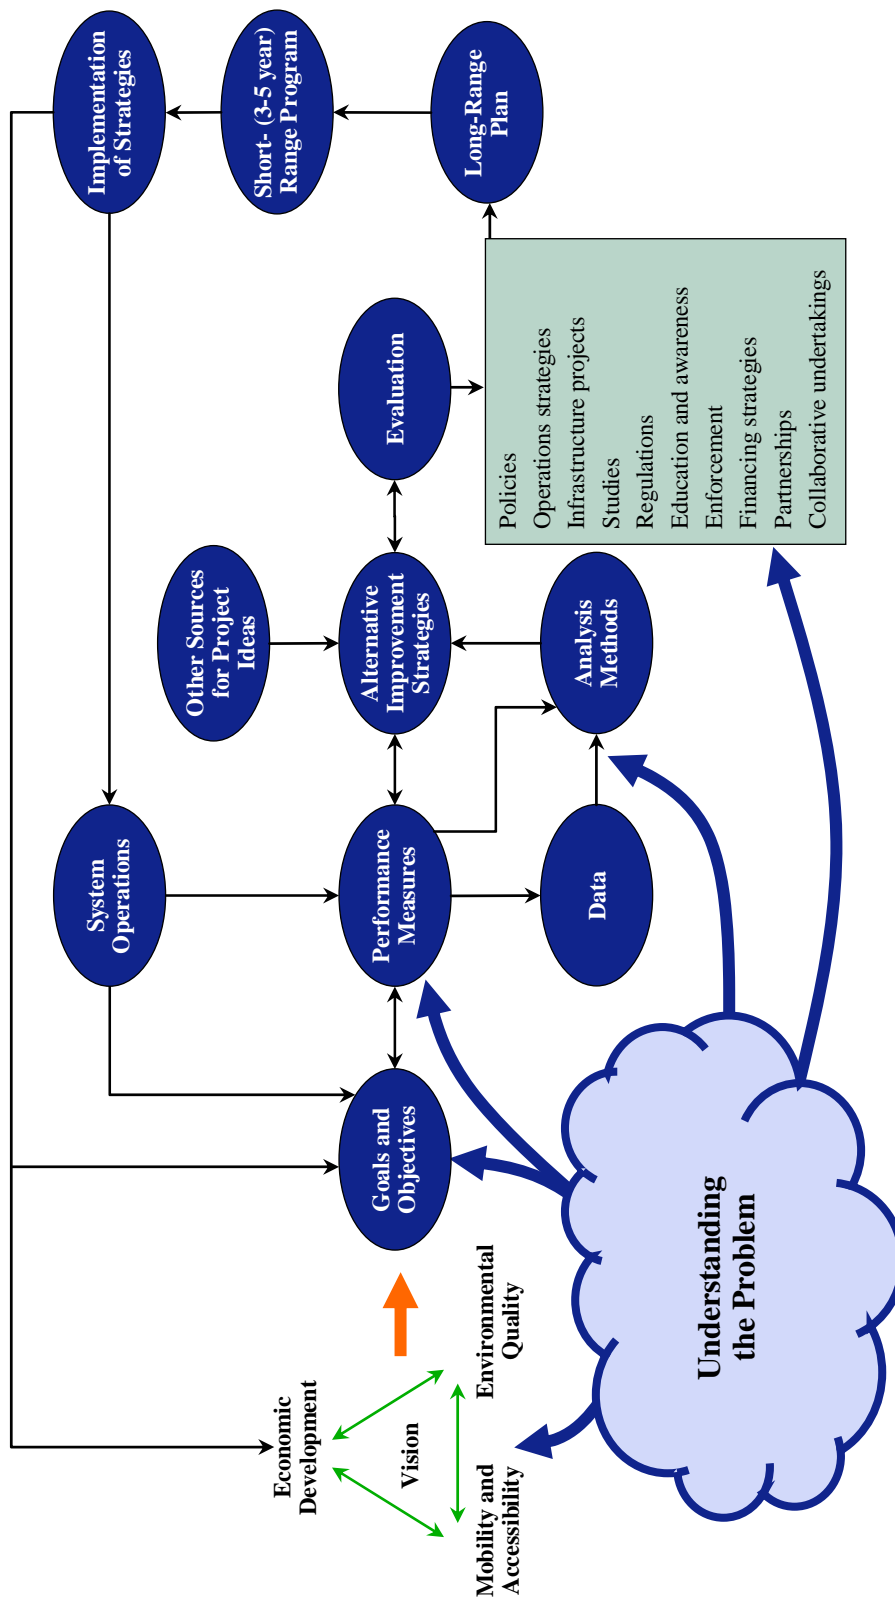 Economic
Development
Vision
Mobility and
Accessibility
Environmental
Quality
Goals and
Objectives
System
Operations
Performance
Measures
Data
Other Sources
for Project
Ideas
Alternative
Improvement
Strategies
Analysis
Methods
Evaluation
Policies
Operations strategies
Infrastructure projects
Studies
Regulations
Education and awareness
Enforcement
Financing strategies
Partnerships
Collaborative undertakings
Implementation
of Strategies
Short- (3-5 year)
Range Program
Long-Range
Plan
Understanding
the Problem